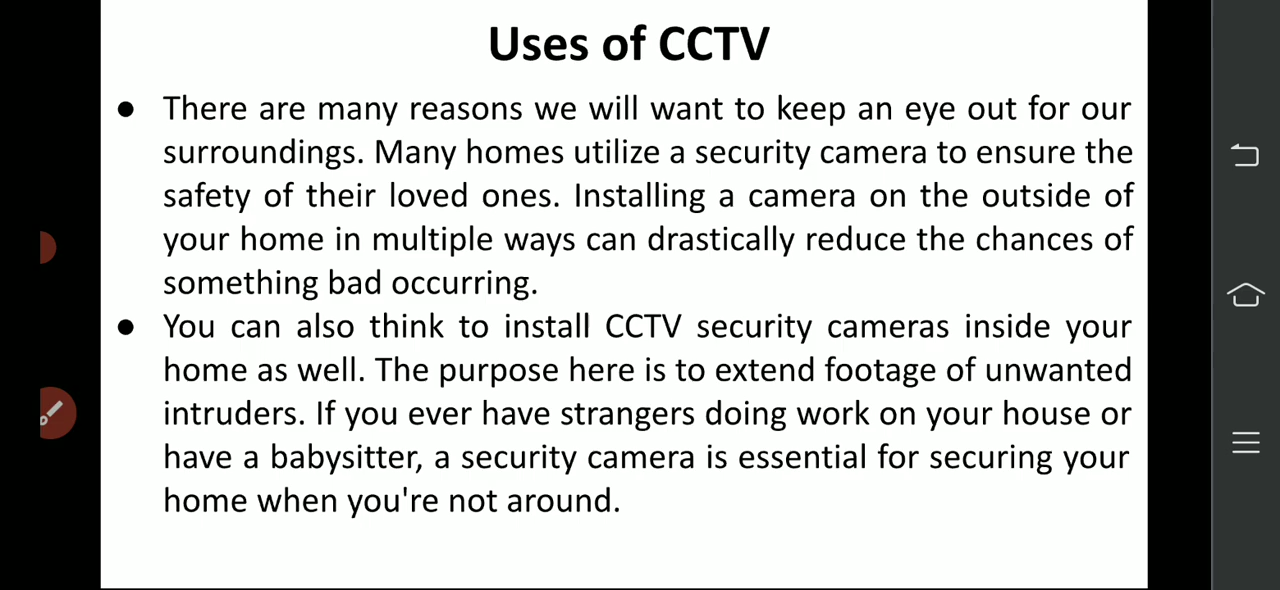 Uses of CCTV
● There are many reasons we will want to keep an eye out for our
surroundings. Many homes utilize a security camera to ensure the
safety of their loved ones. Installing a camera on the outside of
your home in multiple ways can drastically reduce the chances of
something bad occurring.
● You can also think to install CCTV security cameras inside your
home as well. The purpose here is to extend footage of unwanted
intruders. If you ever have strangers doing work on your house or
have a babysitter, a security camera is essential for securing your
home when you're not around.